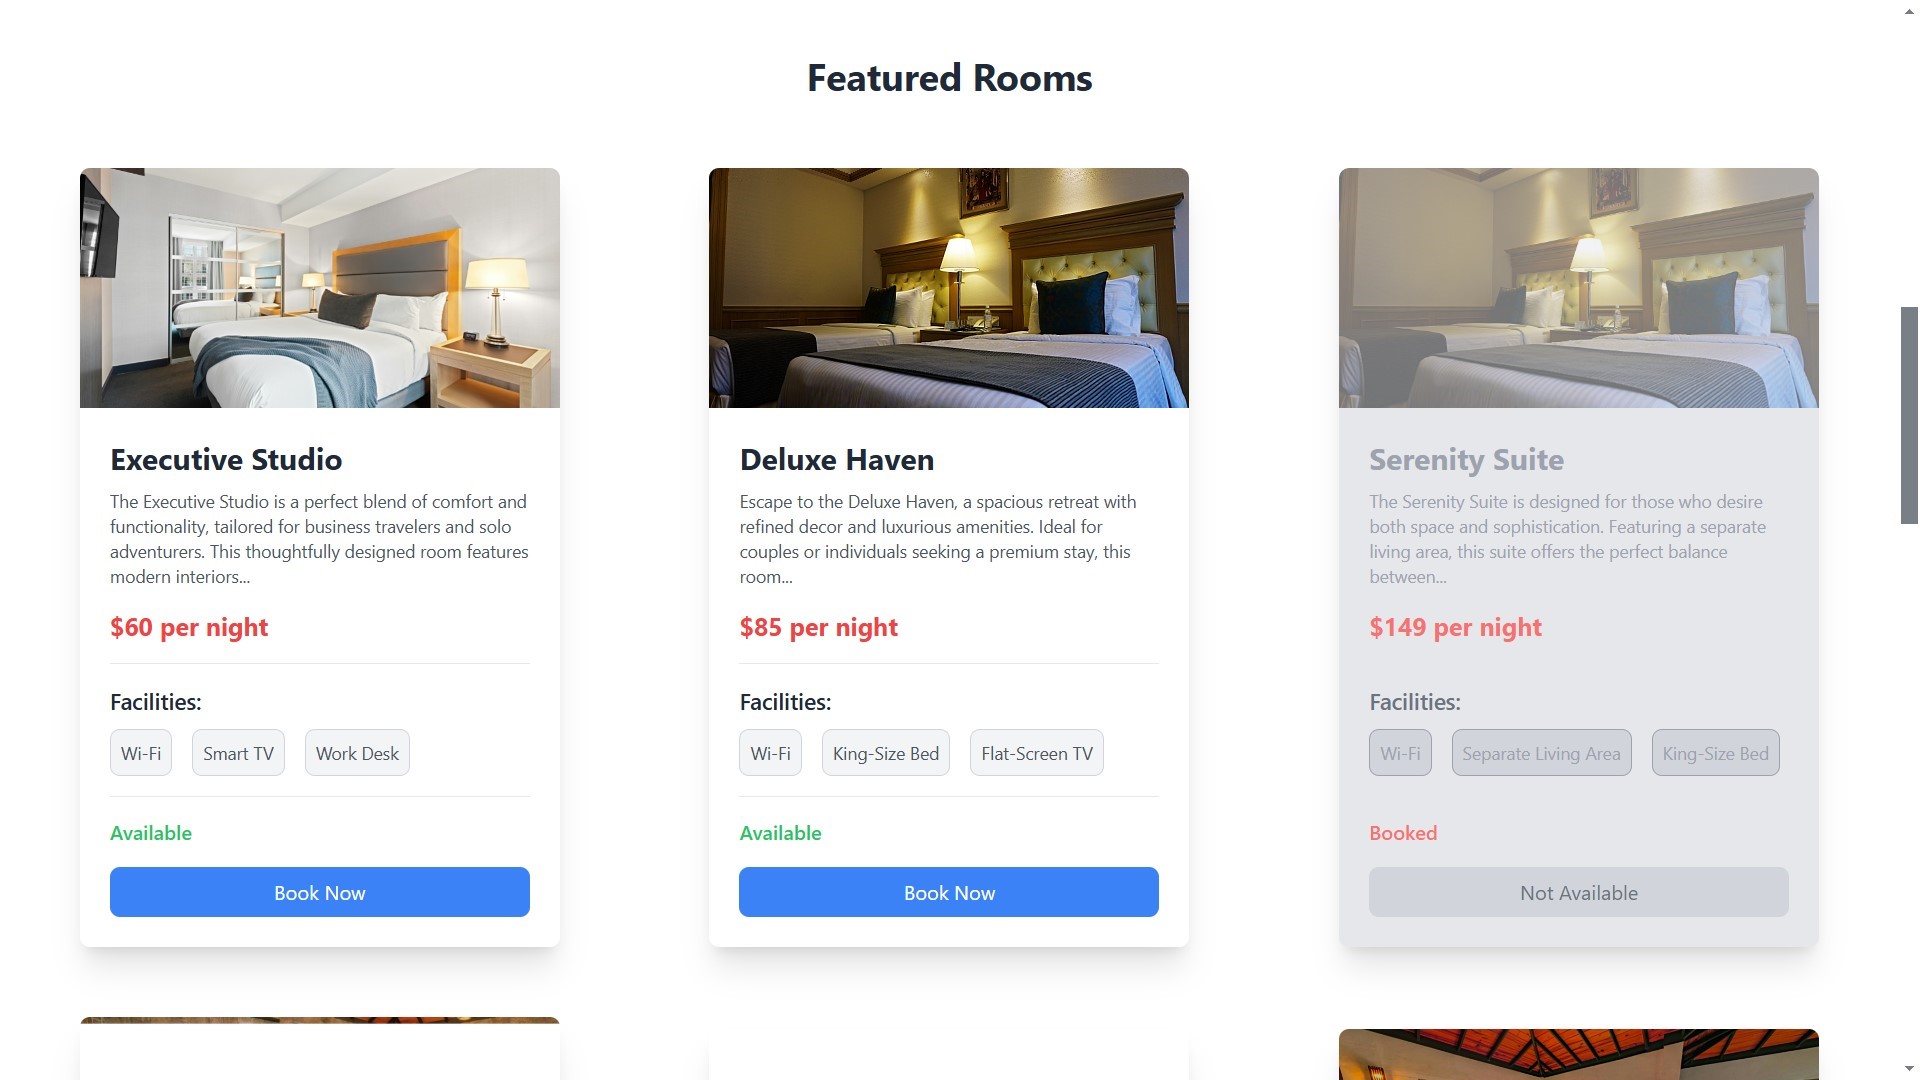 Featured Rooms
Executive Studio
The Executive Studio is a perfect blend of comfort and
functionality, tailored for business travelers and solo
adventurers. This thoughtfully designed room features
modern interiors...
$60 per night
Facilities:
Wi-Fi
Smart TV
Work Desk
Available
Book Now
Deluxe Haven
Escape to the Deluxe Haven, a spacious retreat with
refined decor and luxurious amenities. Ideal for
couples or individuals seeking a premium stay, this
room...
$85 per night
Facilities:
Wi-Fi
King-Size Bed
Flat-Screen TV
Available
Book Now
Serenity Suite
The Serenity Suite is designed for those who desire
both space and sophistication. Featuring a separate
living area, this suite offers the perfect balance
between...
$149 per night
Facilities:
Wi-Fi
Separate Living Area
King-Size Bed
Booked
Not Available